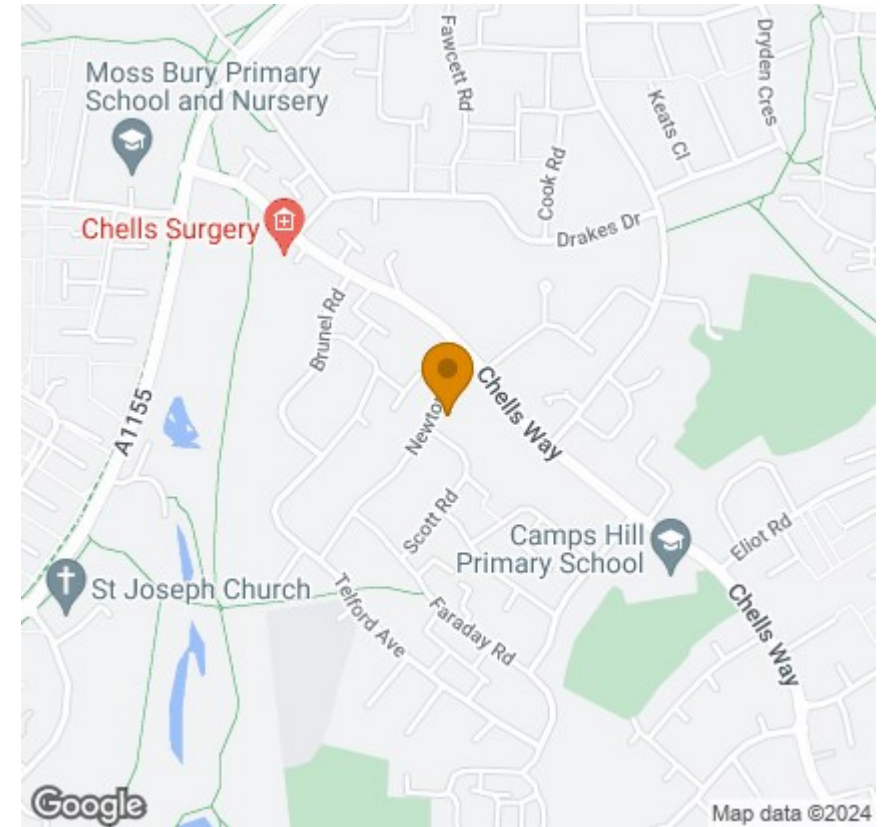 Fawcett Rd
Dryden Cres
Moss Bury Primary
School and Nursery
Keats Cl
Cook Rd
Chells Surgery
Drakes Dr
Brunel Rd
A1155
Chells Way
Scott Rd
Camps Hill
Primary School
Eliot Rd
St Joseph Church
Telford Ave
Faraday Rd
Chells Way
Google
Map data ©2024